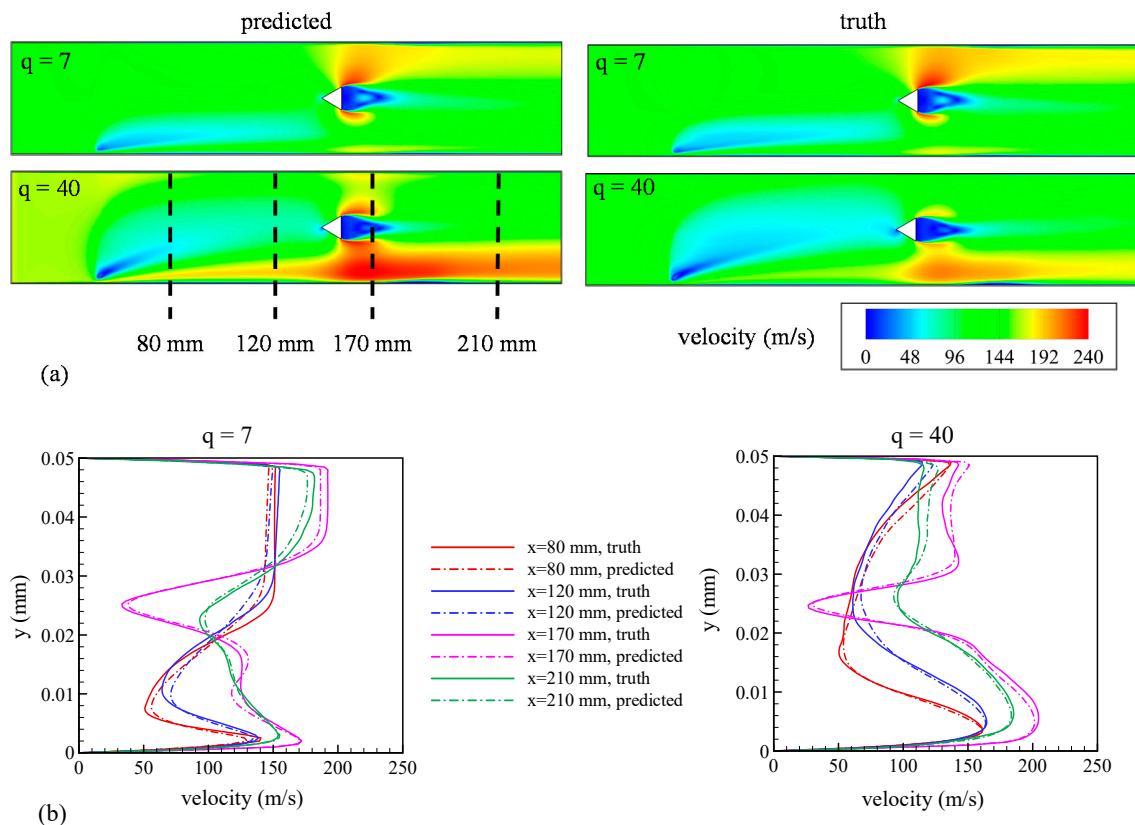 predicted
truth
q = 7
q = 7
q = 40
q = 40
80 mm
120 mm
170 mm
210 mm
velocity (m/s)
0
48
96
144
192
240
(a)
q = 7
q = 40
0.05
0.04
0.03
0.02
0.01
0
y (mm)
0
50
100
150
200
250
velocity (m/s)
x=80 mm, truth
x=80 mm, predicted
x=120 mm, truth
x=120 mm, predicted
x=170 mm, truth
x=170 mm, predicted
x=210 mm, truth
x=210 mm, predicted
0.05
0.04
0.03
0.02
0.01
0
y (mm)
0
50
100
150
200
250
velocity (m/s)
(b)